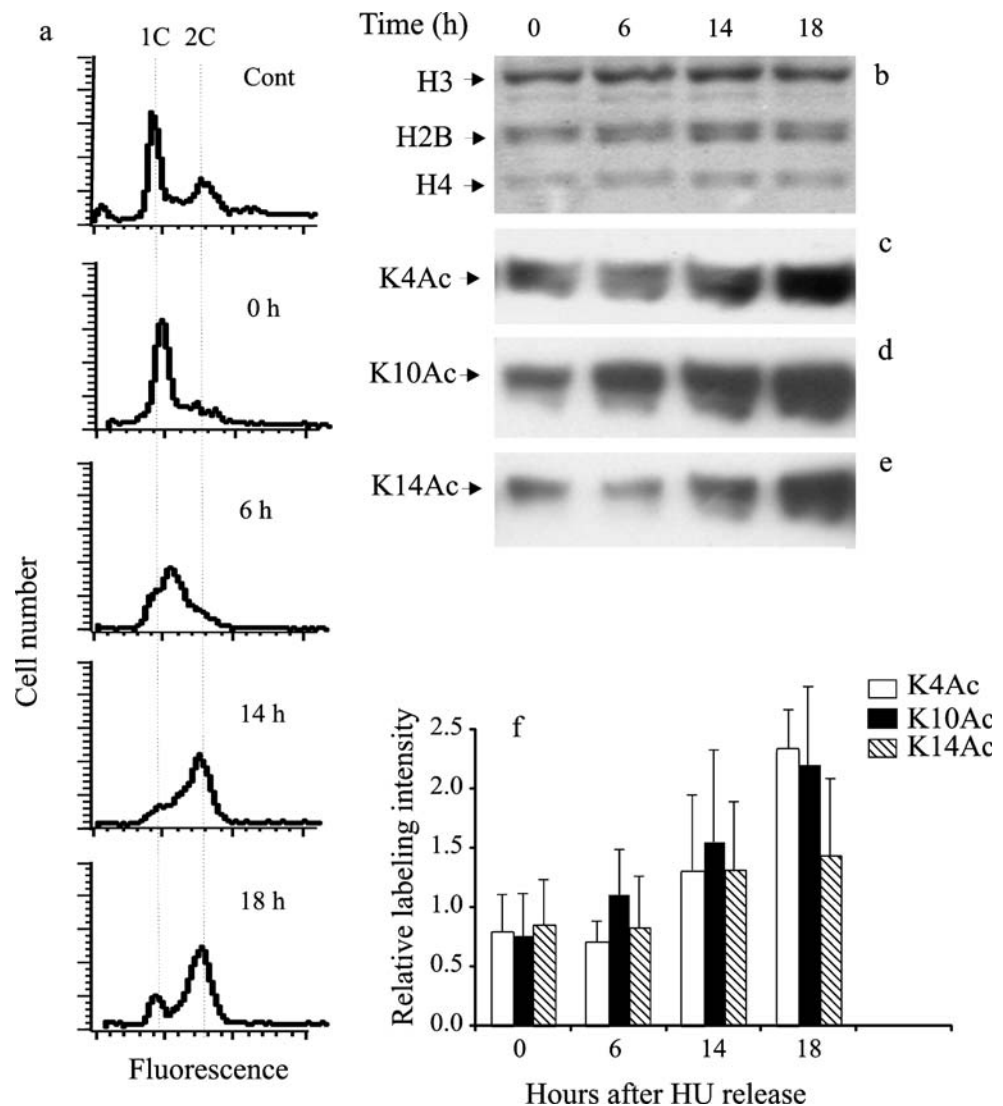 a
1C 2C
Cont
0 h
6 h
14 h
18 h
Cell number
Fluorescence
Time (h) 0 6 14 18
b
H3
H2B
H4
c
K4Ac
d
K10Ac
e
K14Ac
f
K4Ac
K10Ac
K14Ac
Relative labeling intensity
2.5
2.0
1.5
1.0
0.5
0.0
0 6 14 18
Hours after HU release